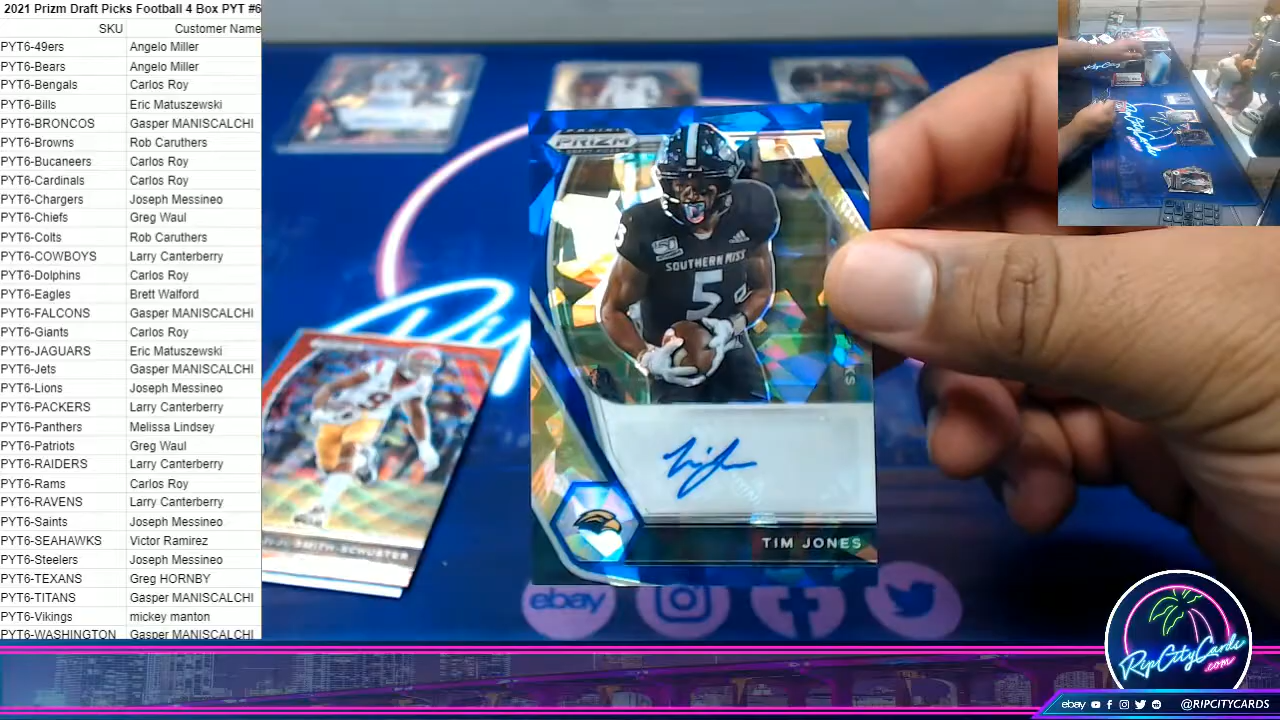 2021 Prizm Draft Picks Football 4 Box PYT #6
SKU Customer Name
PYT6-49ers Angelo Miller
PYT6-Bears Angelo Miller
PYT6-Bengals Carlos Roy
PYT6-Bills Eric Matuszewski
PYT6-BRONCOS Gasper MANISCALCHI
PYT6-Browns Rob Caruthers
PYT6-Bucaneers Carlos Roy
PYT6-Cardinals Carlos Roy
PYT6-Chargers Joseph Messineo
PYT6-Chiefs Greg Waul
PYT6-Colts Rob Caruthers
PYT6-COWBOYS Larry Canterberry
PYT6-Dolphins Carlos Roy
PYT6-Eagles Brett Walford
PYT6-FALCONS Gasper MANISCALCHI
PYT6-Giants Carlos Roy
PYT6-JAGUARS Eric Matuszewski
PYT6-Jets Gasper MANISCALCHI
PYT6-Lions Joseph Messineo
PYT6-PACKERS Larry Canterberry
PYT6-Panthers Melissa Lindsey
PYT6-Patriots Greg Waul
PYT6-RAIDERS Larry Canterberry
PYT6-Rams Carlos Roy
PYT6-RAVENS Larry Canterberry
PYT6-Saints Joseph Messineo
PYT6-SEAHAWKS Victor Ramirez
PYT6-Steelers Joseph Messineo
PYT6-TEXANS Greg HORNBY
PYT6-TITANS Gasper MANISCALCHI
PYT6-Vikings mickey manton
PYT6-WASHINGTON Gasper MANISCALCHI
PANINI
PRIZM
DRAFT PICKS
150
SOUTHERN MISS
5
TIM JONES
SMITH SCHUSTER
ebay
RipCityCards
.com
ebay @RIPCITYCARDS